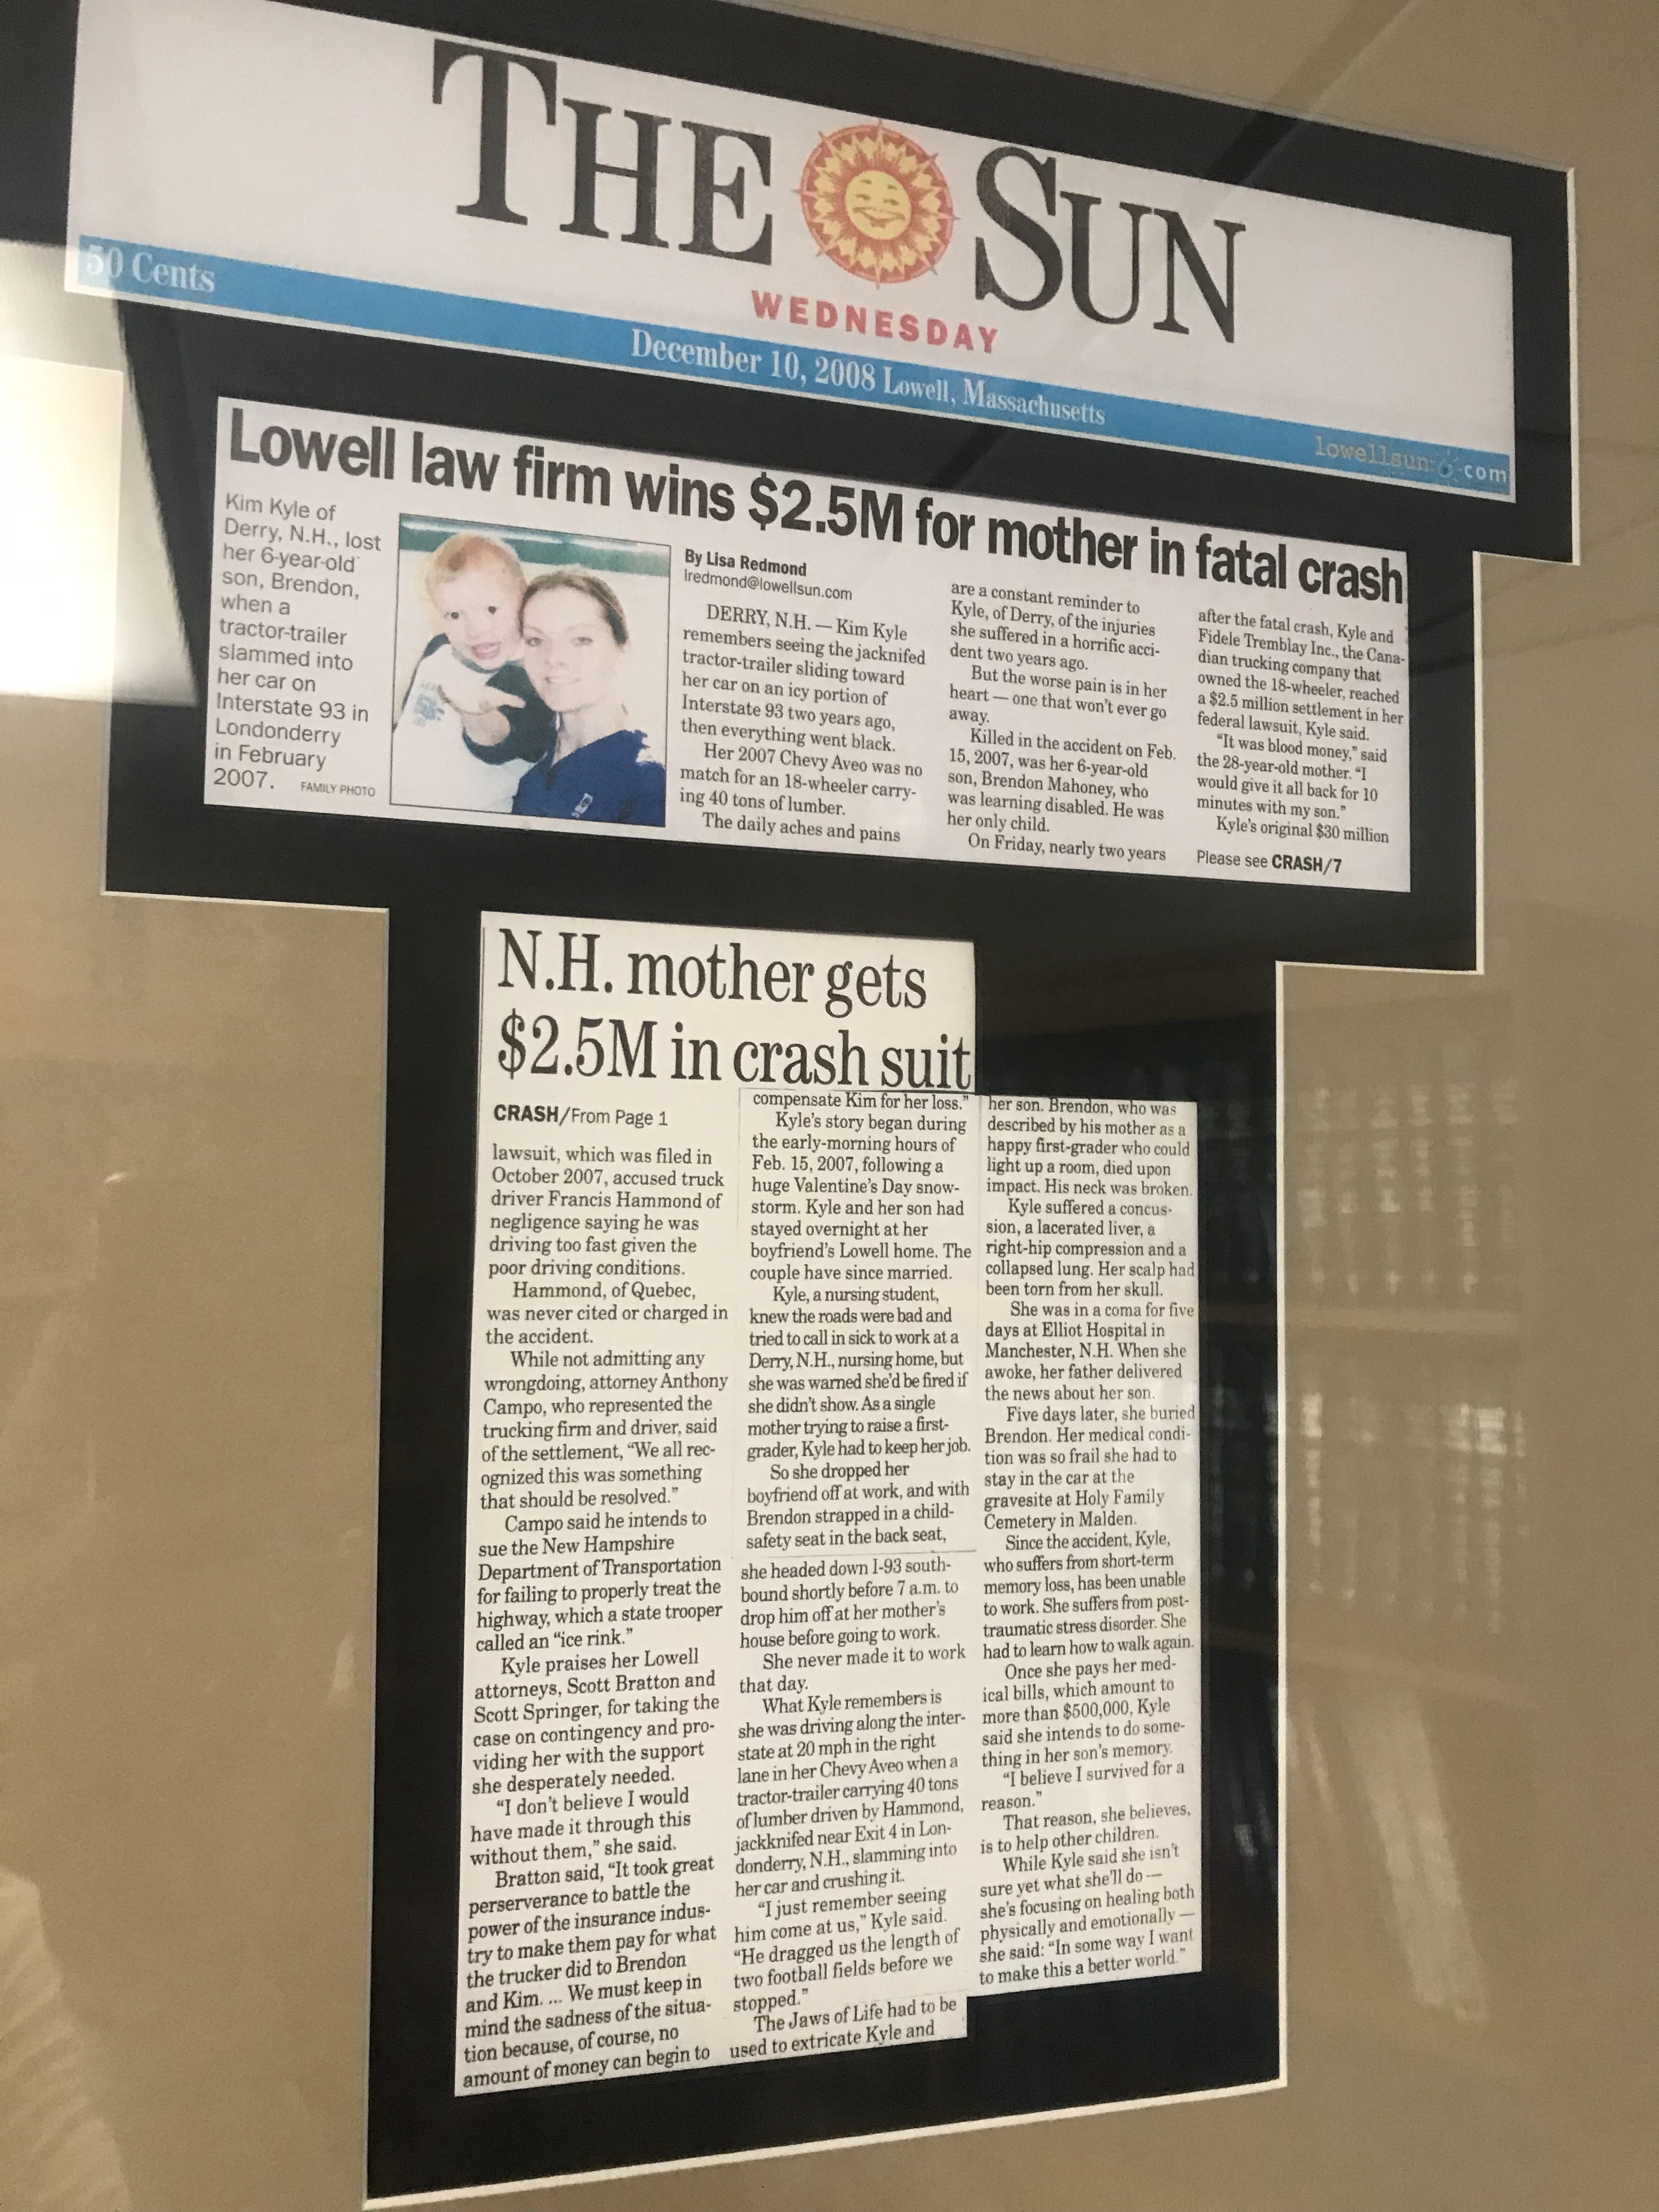 THE SUN
WEDNESDAY
50 Cents
December 10, 2008 Lowell, Massachusetts
lowellsun.com
Lowell law firm wins $2.5M for mother in fatal crash
Kim Kyle of
Derry, N.H., lost
her 6-year-old
son, Brendon,
when a
tractor-trailer
slammed into
her car on
Interstate 93 in
Londonderry
in February
2007.
FAMILY PHOTO
By Lisa Redmond
lredmond@lowellsun.com
DERRY, N.H. — Kim Kyle
remembers seeing the jacknifed
tractor-trailer sliding toward
her car on an icy portion of
Interstate 93 two years ago,
then everything went black.
Her 2007 Chevy Aveo was no
match for an 18-wheeler carry-
ing 40 tons of lumber.
The daily aches and pains
are a constant reminder to
Kyle, of Derry, of the injuries
she suffered in a horrific acci-
dent two years ago.
But the worse pain is in her
heart — one that won't ever go
away.
Killed in the accident on Feb.
15, 2007, was her 6-year-old
son, Brendon Mahoney, who
was learning disabled. He was
her only child.
On Friday, nearly two years
after the fatal crash, Kyle and
Fidele Tremblay Inc., the Cana-
dian trucking company that
owned the 18-wheeler, reached
a $2.5 million settlement in her
federal lawsuit, Kyle said.
"It was blood money," said
the 28-year-old mother. "I
would give it all back for 10
minutes with my son."
Kyle's original $30 million
Please see CRASH/7
N.H. mother gets
$2.5M in crash suit
CRASH/From Page 1
lawsuit, which was filed in
October 2007, accused truck
driver Francis Hammond of
negligence saying he was
driving too fast given the
poor driving conditions.
Hammond, of Quebec,
was never cited or charged in
the accident.
While not admitting any
wrongdoing, attorney Anthony
Campo, who represented the
trucking firm and driver, said
of the settlement, "We all rec-
ognized this was something
that should be resolved."
Campo said he intends to
sue the New Hampshire
Department of Transportation
for failing to properly treat the
highway, which a state trooper
called an "ice rink."
Kyle praises her Lowell
attorneys, Scott Bratton and
Scott Springer, for taking the
case on contingency and pro-
viding her with the support
she desperately needed.
"I don't believe I would
have made it through this
without them," she said.
Bratton said, "It took great
perserverance to battle the
power of the insurance indus-
try to make them pay for what
the trucker did to Brendon
and Kim. ... We must keep in
mind the sadness of the situa-
tion because, of course, no
amount of money can begin to
compensate Kim for her loss."
Kyle's story began during
the early-morning hours of
Feb. 15, 2007, following a
huge Valentine's Day snow-
storm. Kyle and her son had
stayed overnight at her
boyfriend's Lowell home. The
couple have since married.
Kyle, a nursing student,
knew the roads were bad and
tried to call in sick to work at a
Derry, N.H., nursing home, but
she was warned she'd be fired if
she didn't show. As a single
mother trying to raise a first-
grader, Kyle had to keep her job.
So she dropped her
boyfriend off at work, and with
Brendon strapped in a child-
safety seat in the back seat,
she headed down I-93 south-
bound shortly before 7 a.m. to
drop him off at her mother's
house before going to work.
She never made it to work
that day.
What Kyle remembers is
she was driving along the inter-
state at 20 mph in the right
lane in her Chevy Aveo when a
tractor-trailer carrying 40 tons
of lumber driven by Hammond,
jackknifed near Exit 4 in Lon-
donderry, N.H., slamming into
her car and crushing it.
"I just remember seeing
him come at us," Kyle said.
"He dragged us the length of
two football fields before we
stopped."
The Jaws of Life had to be
used to extricate Kyle and
her son. Brendon, who was
described by his mother as a
happy first-grader who could
light up a room, died upon
impact. His neck was broken.
Kyle suffered a concus-
sion, a lacerated liver, a
right-hip compression and a
collapsed lung. Her scalp had
been torn from her skull.
She was in a coma for five
days at Elliot Hospital in
Manchester, N.H. When she
awoke, her father delivered
the news about her son.
Five days later, she buried
Brendon. Her medical condi-
tion was so frail she had to
stay in the car at the
gravesite at Holy Family
Cemetery in Malden.
Since the accident, Kyle,
who suffers from short-term
memory loss, has been unable
to work. She suffers from post-
traumatic stress disorder. She
had to learn how to walk again.
Once she pays her med-
ical bills, which amount to
more than $500,000, Kyle
said she intends to do some-
thing in her son's memory.
"I believe I survived for a
reason."
That reason, she believes,
is to help other children.
While Kyle said she isn't
sure yet what she'll do —
she's focusing on healing both
physically and emotionally —
she said: "In some way I want
to make this a better world."